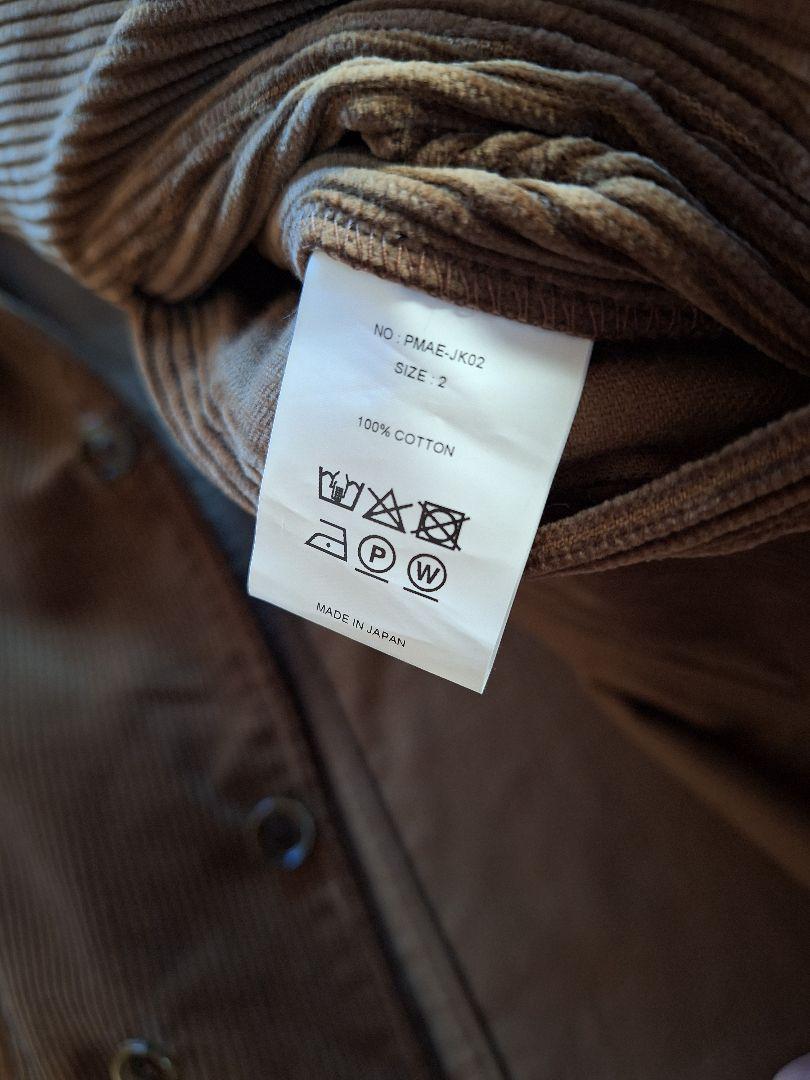 NO : PMAE-JK02
SIZE : 2
100% COTTON
P W
MADE IN JAPAN